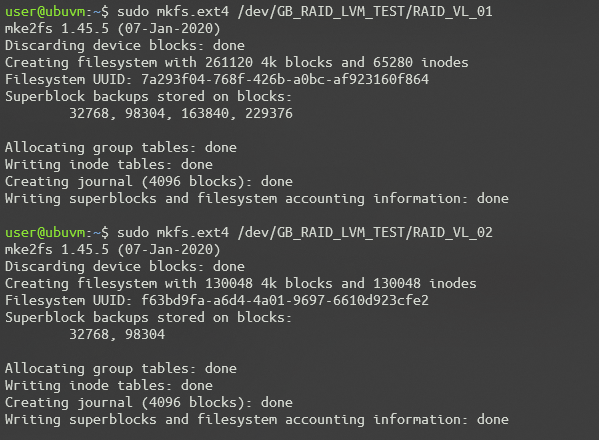 user@ubuvm:~$ sudo mkfs.ext4 /dev/GB_RAID_LVM_TEST/RAID_VL_01
mke2fs 1.45.5 (07-Jan-2020)
Discarding device blocks: done
Creating filesystem with 261120 4k blocks and 65280 inodes
Filesystem UUID: 7a293f04-768f-426b-a0bc-af923160f864
Superblock backups stored on blocks:
32768, 98304, 163840, 229376
Allocating group tables: done
Writing inode tables: done
Creating journal (4096 blocks): done
Writing superblocks and filesystem accounting information: done
user@ubuvm:~$ sudo mkfs.ext4 /dev/GB_RAID_LVM_TEST/RAID_VL_02
mke2fs 1.45.5 (07-Jan-2020)
Discarding device blocks: done
Creating filesystem with 130048 4k blocks and 130048 inodes
Filesystem UUID: f63bd9fa-a6d4-4a01-9697-6610d923cfe2
Superblock backups stored on blocks:
32768, 98304
Allocating group tables: done
Writing inode tables: done
Creating journal (4096 blocks): done
Writing superblocks and filesystem accounting information: done